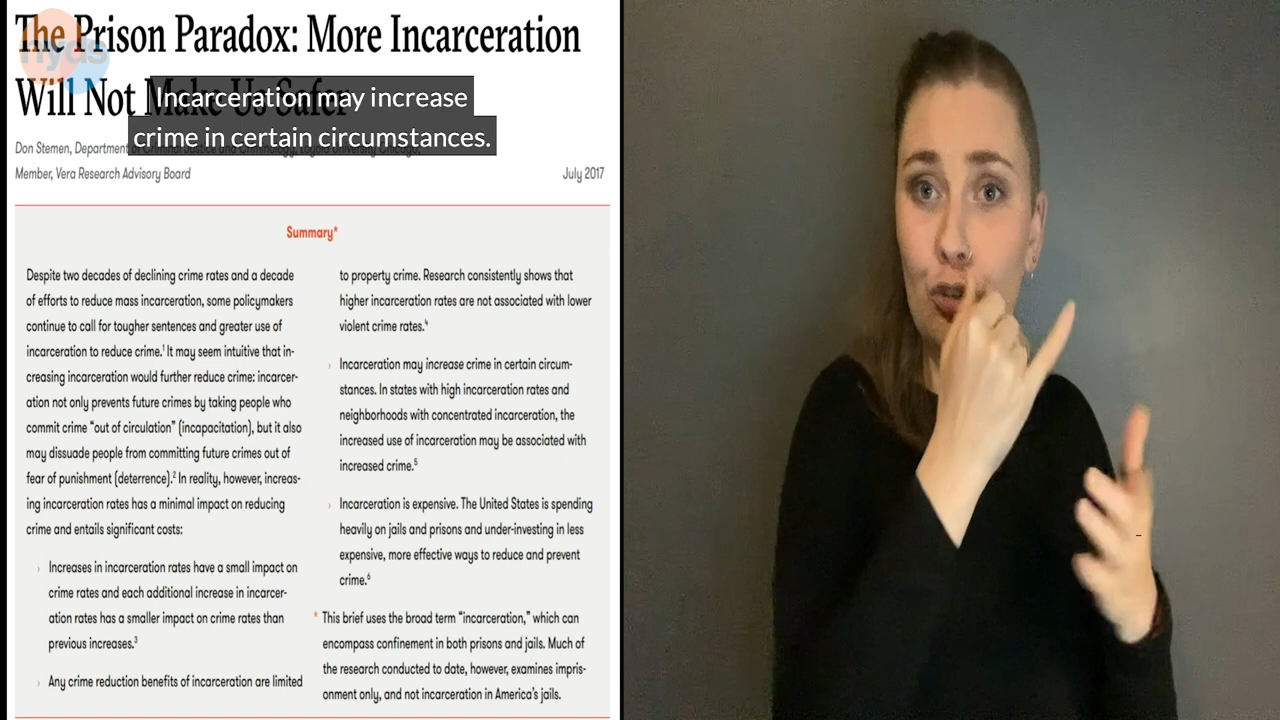 The Prison Paradox: More Incarceration
Will Not Make Us Safer
nyas
Incarceration may increase
crime in certain circumstances.
Don Stemen, Department of Criminal Justice and Criminology, Loyola University Chicago,
Member, Vera Research Advisory Board
July 2017
Summary*
Despite two decades of declining crime rates and a decade
of efforts to reduce mass incarceration, some policymakers
continue to call for tougher sentences and greater use of
incarceration to reduce crime.¹ It may seem intuitive that in-
creasing incarceration would further reduce crime: incarcer-
ation not only prevents future crimes by taking people who
commit crime “out of circulation” (incapacitation), but it also
may dissuade people from committing future crimes out of
fear of punishment (deterrence).² In reality, however, increas-
ing incarceration rates has a minimal impact on reducing
crime and entails significant costs:
› Increases in incarceration rates have a small impact on
crime rates and each additional increase in incarcer-
ation rates has a smaller impact on crime rates than
previous increases.³
› Any crime reduction benefits of incarceration are limited
to property crime. Research consistently shows that
higher incarceration rates are not associated with lower
violent crime rates.⁴
› Incarceration may increase crime in certain circum-
stances. In states with high incarceration rates and
neighborhoods with concentrated incarceration, the
increased use of incarceration may be associated with
increased crime.⁵
› Incarceration is expensive. The United States is spending
heavily on jails and prisons and under-investing in less
expensive, more effective ways to reduce and prevent
crime.⁶
* This brief uses the broad term “incarceration,” which can
encompass confinement in both prisons and jails. Much of
the research conducted to date, however, examines impris-
onment only, and not incarceration in America’s jails.